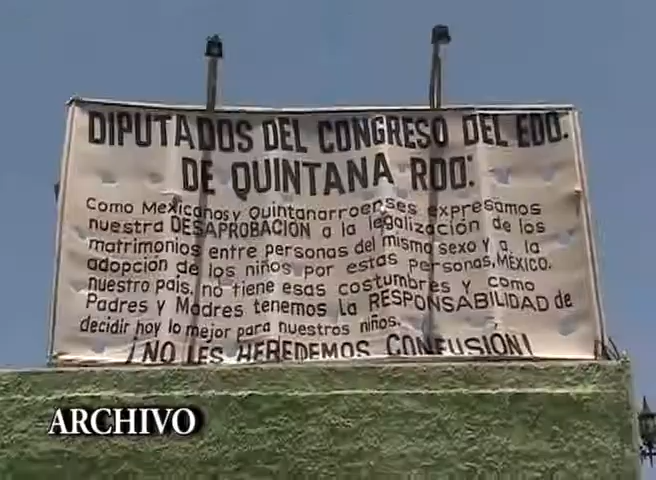 DIPUTADOS DEL CONGRESO DEL EDO.
DE QUINTANA ROO:
Como MEXICANOS y QUINTANARROENSES expresamos
nuestra DESAPROBACIÓN a la legalización de los
matrimonios entre personas del mismo sexo y a la
adopción de los niños por estas personas, MÉXICO.
nuestro país, no tiene esas costumbres y como
Padres y Madres tenemos la RESPONSABILIDAD de
decidir hoy lo mejor para nuestros niños.
¡NO LES HEREDEMOS CONFUSIÓN!
ARCHIVO